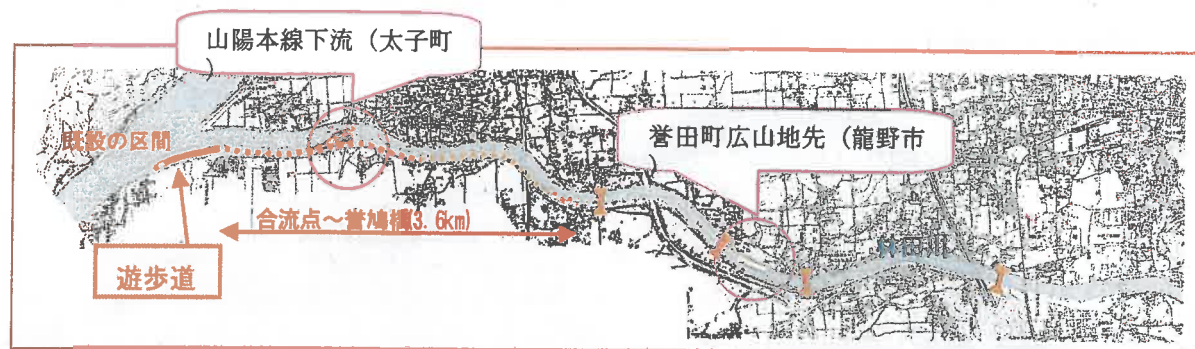 山陽本線下流（太子町
既設の区間
誉田町広山地先（龍野市
合流点～誉鳩橋(3.6km)
林田川
遊歩道